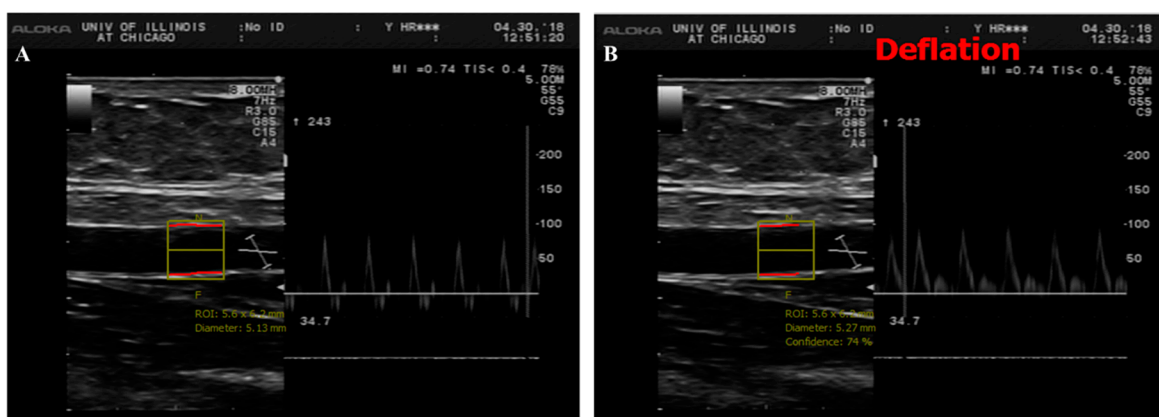 A
ALOKA UNIV OF ILLINOIS :No ID : Y HR*** 04.30.'18
AT CHICAGO : : 12:51:20
MI =0.74 TIS< 0.4 78%
5.00M
55°
G55
C9
8.00MH
7Hz
R3.0
G85
C15
A4
↑ 243
-200
-150
-100
50
34.7
F
ROI: 5.6 x 6.2 mm
Diameter: 5.13 mm
B
ALOKA UNIV OF ILLINOIS :No ID : Y HR*** 04.30.'18
AT CHICAGO : : 12:52:43
Deflation
MI =0.74 TIS< 0.4 78%
5.00M
55°
G55
C9
8.00MH
7Hz
R3.0
G85
C15
A4
↑ 243
-200
-150
-100
50
34.7
F
ROI: 5.6 x 6.2 mm
Diameter: 5.27 mm
Confidence: 74 %